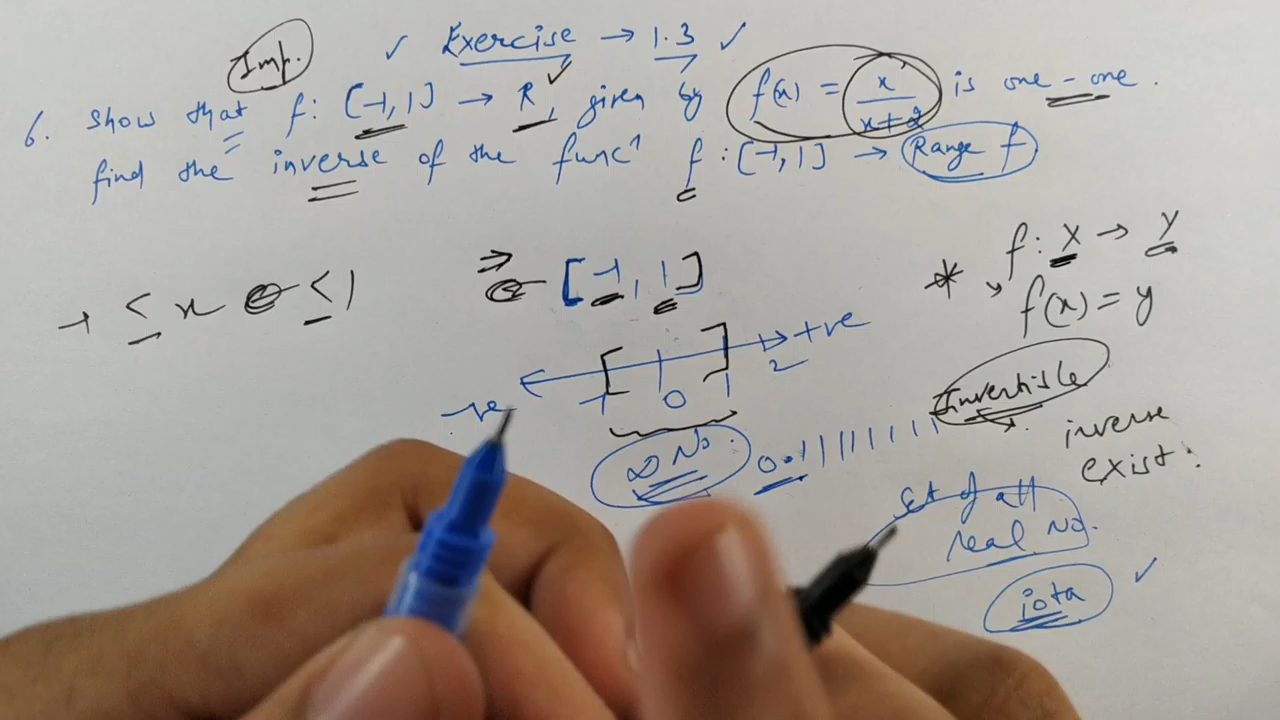 Imp.
✓ Exercise → 1.3 ✓
6. Show that f: [-1,1] → R, given by f(x) = x/(x+2) is one-one.
find the inverse of the funcⁿ f: [-1,1] → Range f
-1 ≤ x ≤ 1
⇒ [-1, 1]
* f: X → Y
f(x) = y
-ve -1 0 1 2 +ve
∞ No.
0.11111111
Invertible →
inverse
exist.
Set of all
real No.
iota ✓